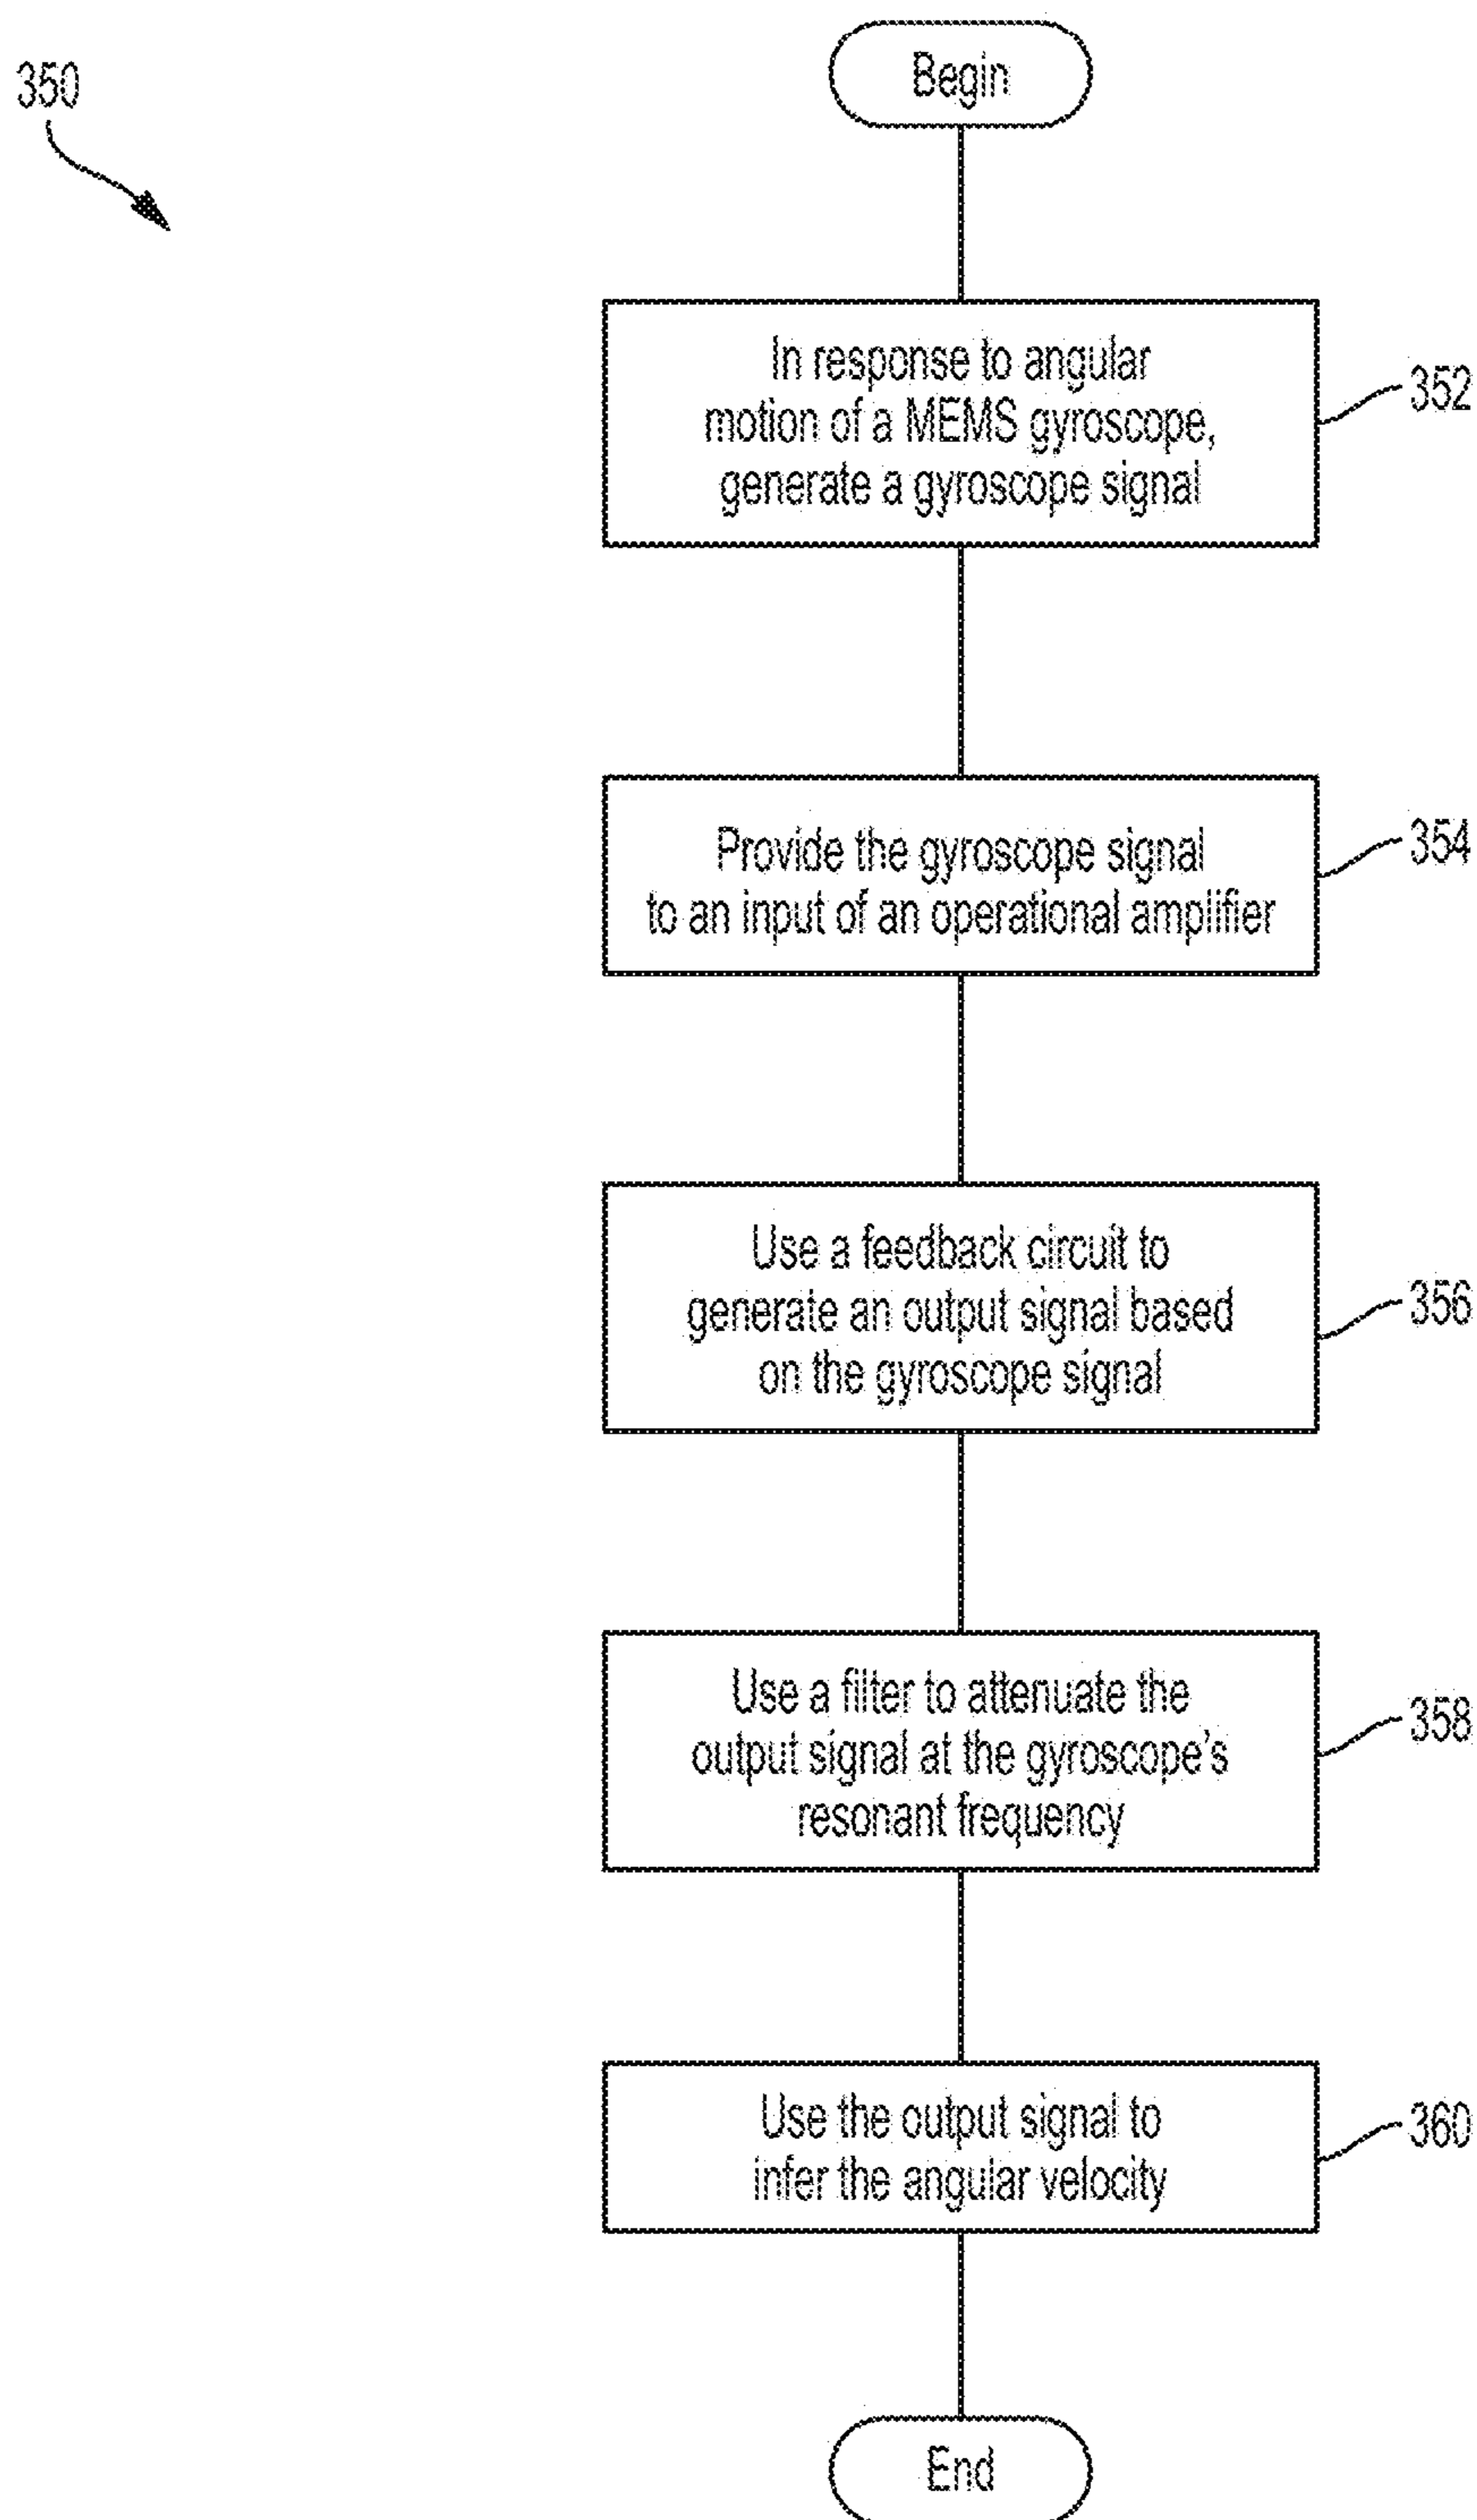 350
Begin
In response to angular
motion of a MEMS gyroscope,
generate a gyroscope signal
352
Provide the gyroscope signal
to an input of an operational amplifier
354
Use a feedback circuit to
generate an output signal based
on the gyroscope signal
356
Use a filter to attenuate the
output signal at the gyroscope's
resonant frequency
358
Use the output signal to
infer the angular velocity
360
End